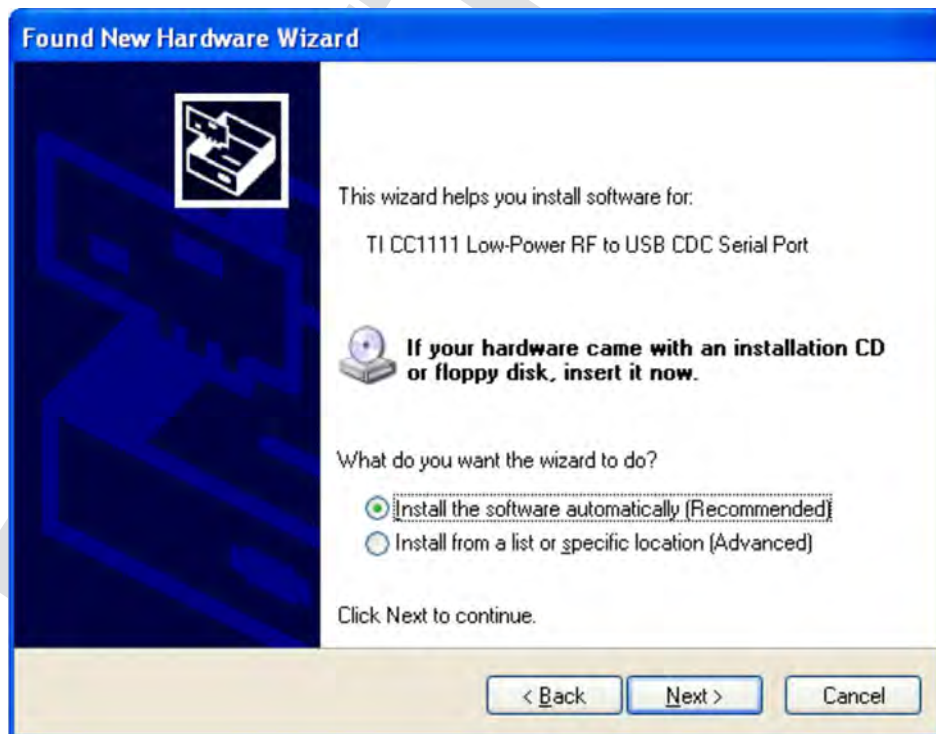 Found New Hardware Wizard
This wizard helps you install software for:
TI CC1111 Low-Power RF to USB CDC Serial Port
If your hardware came with an installation CD
or floppy disk, insert it now.
What do you want the wizard to do?
Install the software automatically (Recommended)
Install from a list or specific location (Advanced)
Click Next to continue.
< Back Next > Cancel